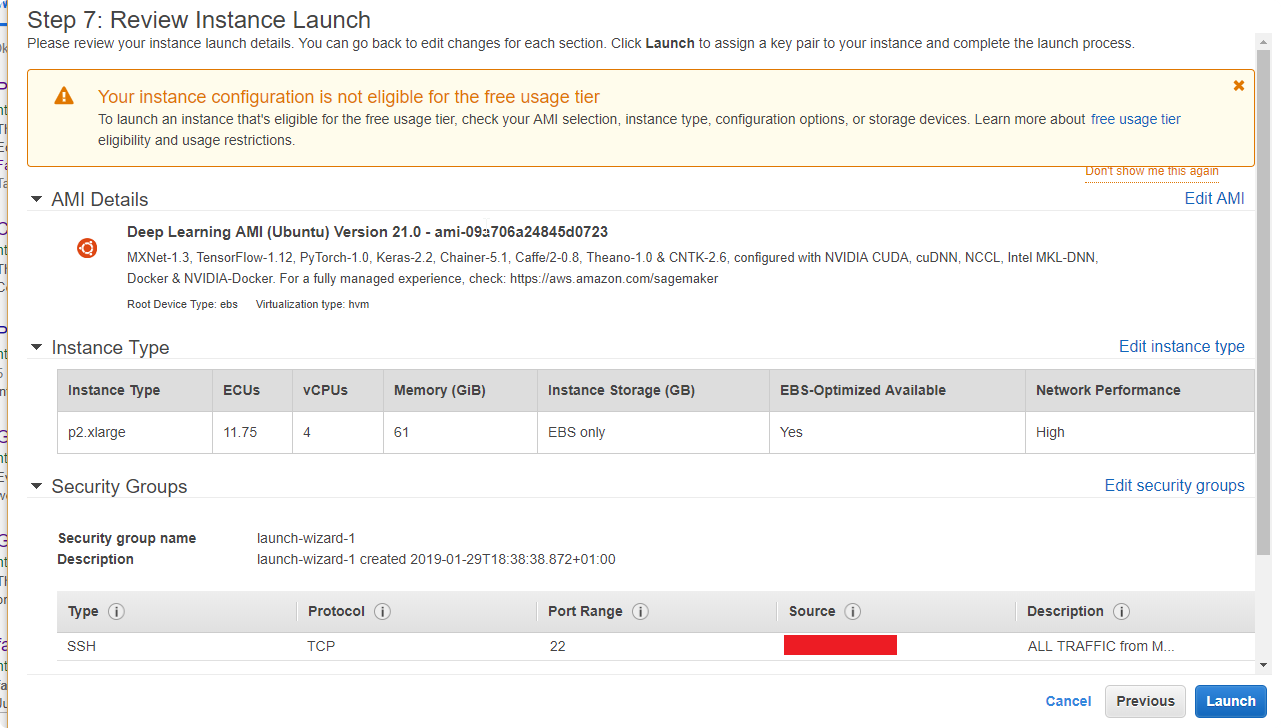 Step 7: Review Instance Launch
Please review your instance launch details. You can go back to edit changes for each section. Click Launch to assign a key pair to your instance and complete the launch process.
Your instance configuration is not eligible for the free usage tier
To launch an instance that's eligible for the free usage tier, check your AMI selection, instance type, configuration options, or storage devices. Learn more about free usage tier
eligibility and usage restrictions.
Don't show me this again
AMI Details
Edit AMI
Deep Learning AMI (Ubuntu) Version 21.0 - ami-09a706a24845d0723
MXNet-1.3, TensorFlow-1.12, PyTorch-1.0, Keras-2.2, Chainer-5.1, Caffe/2-0.8, Theano-1.0 & CNTK-2.6, configured with NVIDIA CUDA, cuDNN, NCCL, Intel MKL-DNN,
Docker & NVIDIA-Docker. For a fully managed experience, check: https://aws.amazon.com/sagemaker
Root Device Type: ebs Virtualization type: hvm
Instance Type
Edit instance type
Instance Type ECUs vCPUs Memory (GiB) Instance Storage (GB) EBS-Optimized Available Network Performance
p2.xlarge 11.75 4 61 EBS only Yes High
Security Groups
Edit security groups
Security group name launch-wizard-1
Description launch-wizard-1 created 2019-01-29T18:38:38.872+01:00
Type Protocol Port Range Source Description
SSH TCP 22 ALL TRAFFIC from M...
Cancel Previous Launch